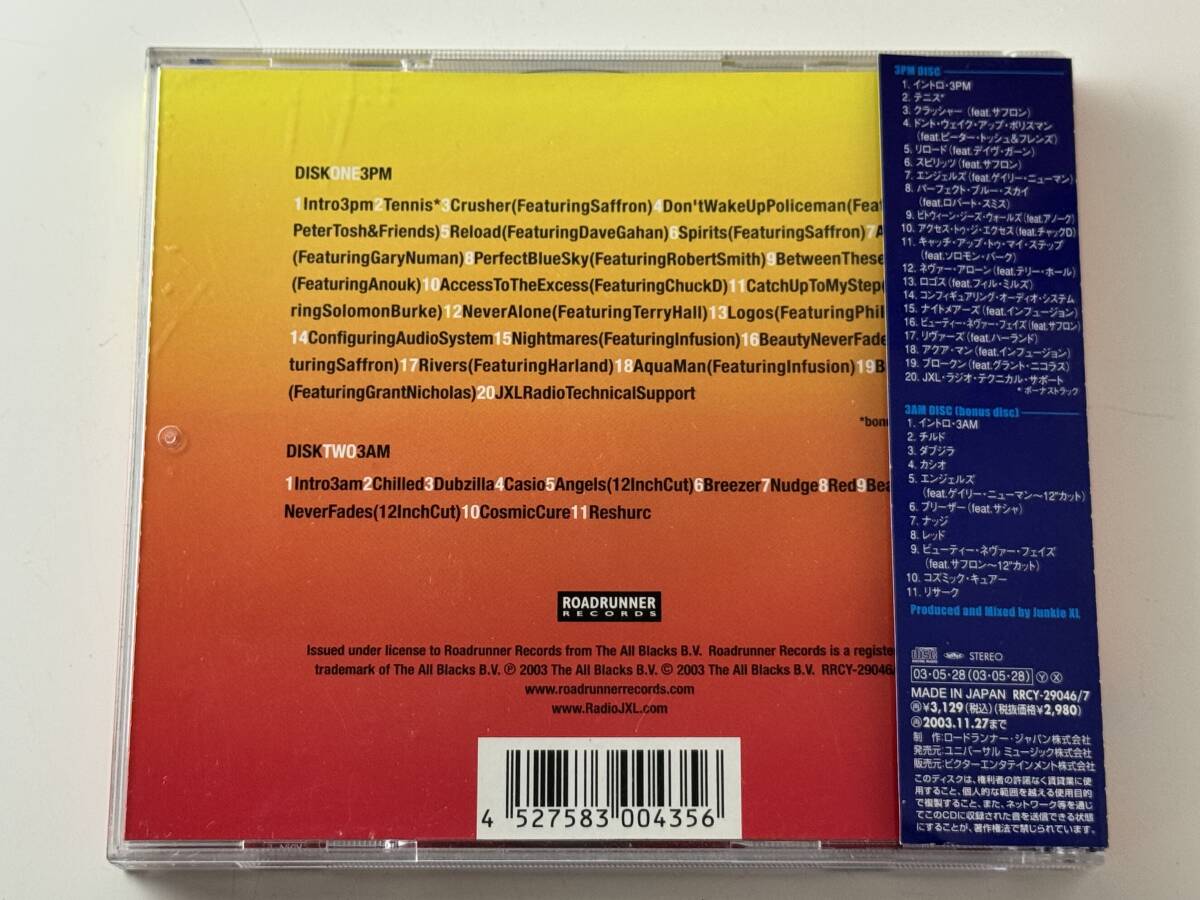 DISKONE3PM
1Intro3pm2Tennis*3Crusher(FeaturingSaffron)4Don'tWakeUpPoliceman(Feat
PeterTosh&Friends)5Reload(FeaturingDaveGahan)6Spirits(FeaturingSaffron)7A
(FeaturingGaryNuman)8PerfectBlueSky(FeaturingRobertSmith)9BetweenThese
(FeaturingAnouk)10AccessToTheExcess(FeaturingChuckD)11CatchUpToMyStep(
ringSolomonBurke)12NeverAlone(FeaturingTerryHall)13Logos(FeaturingPhil
14ConfiguringAudioSystem15Nightmares(FeaturingInfusion)16BeautyNeverFade
turingSaffron)17Rivers(FeaturingHarland)18AquaMan(FeaturingInfusion)19B
(FeaturingGrantNicholas)20JXLRadioTechnicalSupport
*bonu
DISKTWO3AM
1Intro3am2Chilled3Dubzilla4Casio5Angels(12InchCut)6Breezer7Nudge8Red9Bea
NeverFades(12InchCut)10CosmicCure11Reshurc
ROADRUNNER
RECORDS
Issued under license to Roadrunner Records from The All Blacks B.V. Roadrunner Records is a registe
trademark of The All Blacks B.V. ℗ 2003 The All Blacks B.V. © 2003 The All Blacks B.V. RRCY-29046/
www.roadrunnerrecords.com
www.RadioJXL.com
4 527583 004356
3PM DISC
1. イントロ・3PM
2. テニス*
3. クラッシャー (feat.サフロン)
4. ドント・ウェイク・アップ・ポリスマン
(feat.ピーター・トッシュ&フレンズ)
5. リロード(feat.デイヴ・ガーン)
6. スピリッツ(feat.サフロン)
7. エンジェルズ(feat.ゲイリー・ニューマン)
8. パーフェクト・ブルー・スカイ
(feat.ロバート・スミス)
9. ビトウィーン・ジーズ・ウォールズ(feat.アノーク)
10. アクセス・トゥ・ジ・エクセス(feat.チャックD)
11. キャッチ・アップ・トゥ・マイ・ステップ
(feat.ソロモン・バーク)
12. ネヴァー・アローン(feat.テリー・ホール)
13. ロゴス(feat.フィル・ミルズ)
14. コンフィギュアリング・オーディオ・システム
15. ナイトメアーズ(feat.インフュージョン)
16. ビューティー・ネヴァー・フェイズ(feat.サフロン)
17. リヴァーズ(feat.ハーランド)
18. アクア・マン(feat.インフュージョン)
19. ブロークン(feat.グラント・ニコラス)
20. JXL・ラジオ・テクニカル・サポート
* ボーナストラック
3AM DISC (bonus disc)
1. イントロ・3AM
2. チルド
3. ダブジラ
4. カシオ
5. エンジェルズ
(feat.ゲイリー・ニューマン〜12"カット)
6. ブリーザー(feat.サシャ)
7. ナッジ
8. レッド
9. ビューティー・ネヴァー・フェイズ
(feat.サフロン〜12"カット)
10. コズミック・キュアー
11. リサーク
Produced and Mixed by Junkie XL
STEREO
03・05・28(03・05・28) Ⓨ Ⓧ
MADE IN JAPAN RRCY-29046/7
㊢¥3,129(税込)(税抜価格¥2,980)
㊢2003.11.27まで
制 作:ロードランナー・ジャパン株式会社
発売元:ユニバーサル ミュージック株式会社
販売元:ビクターエンタテインメント株式会社
このディスクは、権利者の許諾なく賃貸業に使
用すること、個人的な範囲を越える使用目的
で複製すること、また、ネットワーク等を通じ
てこのCDに収録された音を送信できる状態
にすることが、著作権法で禁じられています。